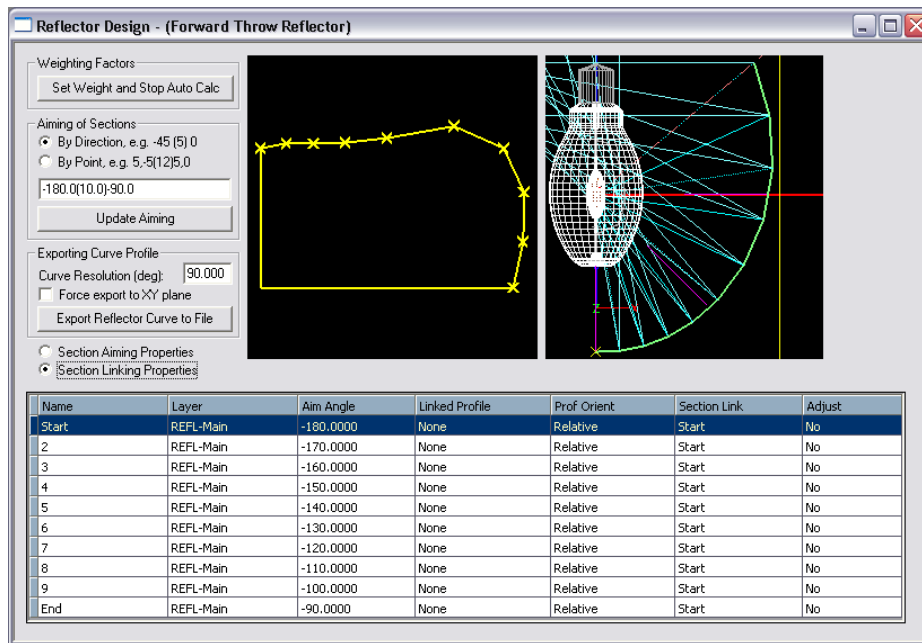 Reflector Design - (Forward Throw Reflector)
Weighting Factors
Set Weight and Stop Auto Calc
Aiming of Sections
By Direction, e.g. -45 (5) 0
By Point, e.g. 5,-5(12)5,0
-180.0(10.0)-90.0
Update Aiming
Exporting Curve Profile
Curve Resolution (deg): 90.000
Force export to XY plane
Export Reflector Curve to File
Section Aiming Properties
Section Linking Properties
Z
Name Layer Aim Angle Linked Profile Prof Orient Section Link Adjust
Start REFL-Main -180.0000 None Relative Start No
2 REFL-Main -170.0000 None Relative Start No
3 REFL-Main -160.0000 None Relative Start No
4 REFL-Main -150.0000 None Relative Start No
5 REFL-Main -140.0000 None Relative Start No
6 REFL-Main -130.0000 None Relative Start No
7 REFL-Main -120.0000 None Relative Start No
8 REFL-Main -110.0000 None Relative Start No
9 REFL-Main -100.0000 None Relative Start No
End REFL-Main -90.0000 None Relative Start No